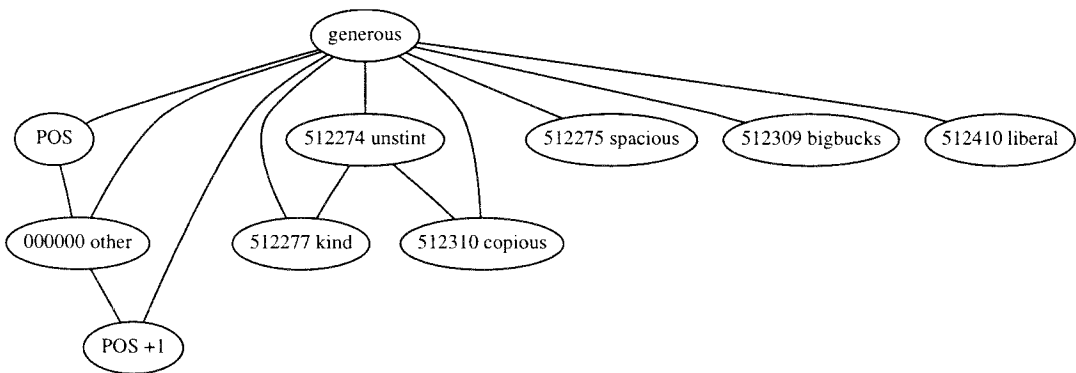 generous
POS
512274 unstint
512275 spacious
512309 bigbucks
512410 liberal
000000 other
512277 kind
512310 copious
POS +1